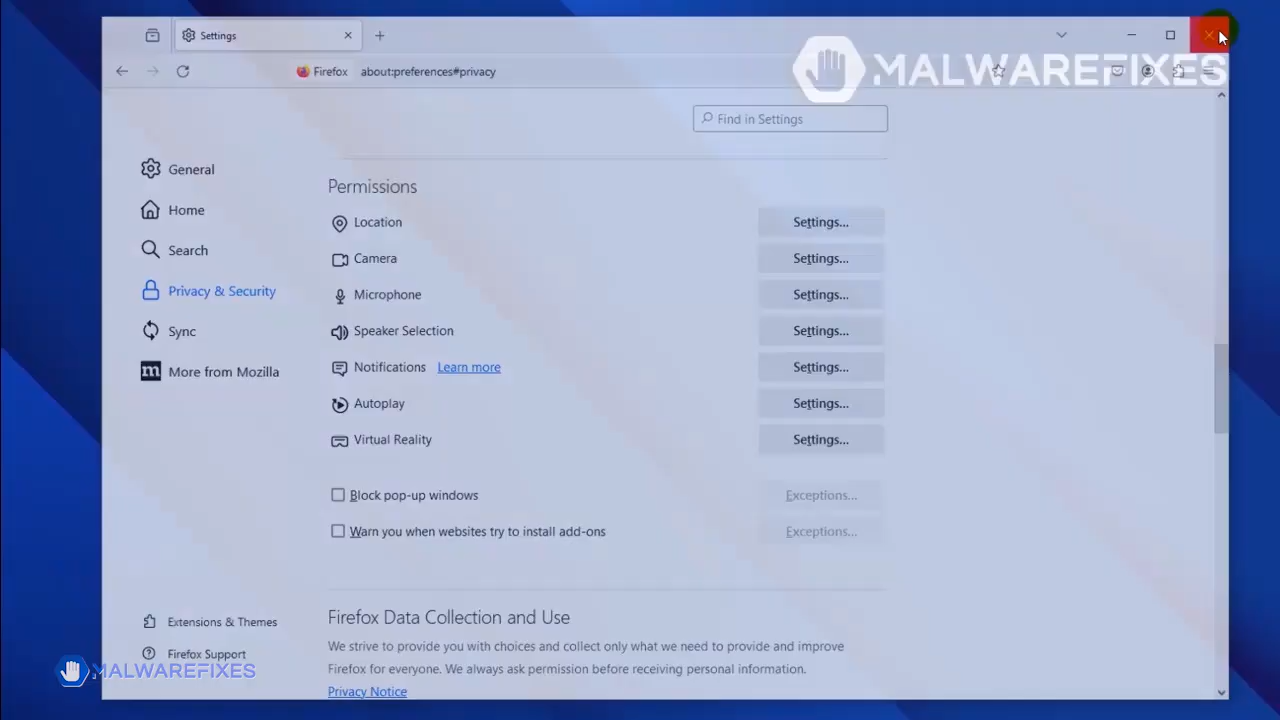 Settings
Firefox about:preferences#privacy
MALWAREFIXES
Find in Settings
General
Home
Search
Privacy & Security
Sync
More from Mozilla
Extensions & Themes
Firefox Support
Permissions
Location Settings...
Camera Settings...
Microphone Settings...
Speaker Selection Settings...
Notifications Learn more Settings...
Autoplay Settings...
Virtual Reality Settings...
Block pop-up windows Exceptions...
Warn you when websites try to install add-ons Exceptions...
Firefox Data Collection and Use
We strive to provide you with choices and collect only what we need to provide and improve
Firefox for everyone. We always ask permission before receiving personal information.
Privacy Notice
MALWAREFIXES